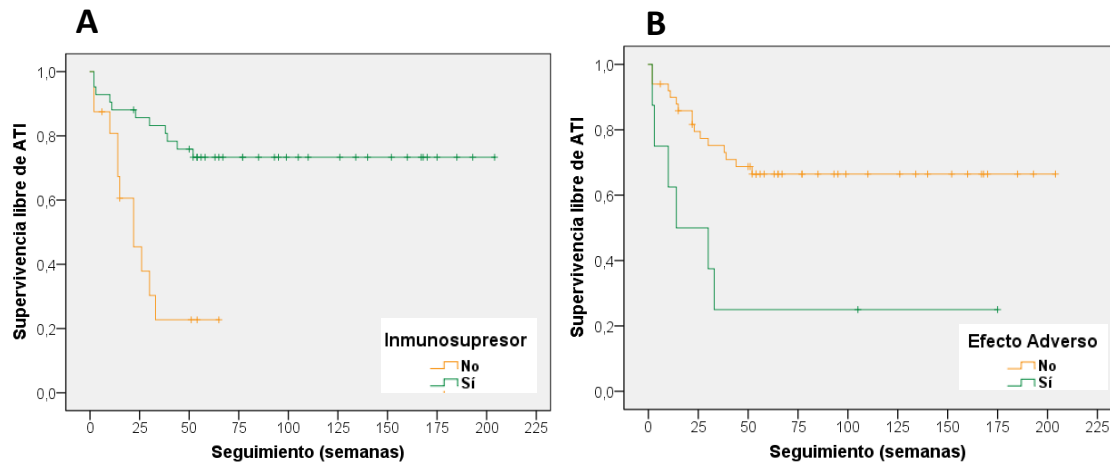 A
Supervivencia libre de ATI
1,0
0,8
0,6
0,4
0,2
0,0
0 25 50 75 100 125 150 175 200 225
Seguimiento (semanas)
Inmunosupresor
No
Sí
B
Supervivencia libre de ATI
1,0
0,8
0,6
0,4
0,2
0,0
0 25 50 75 100 125 150 175 200 225
Seguimiento (semanas)
Efecto Adverso
No
Sí